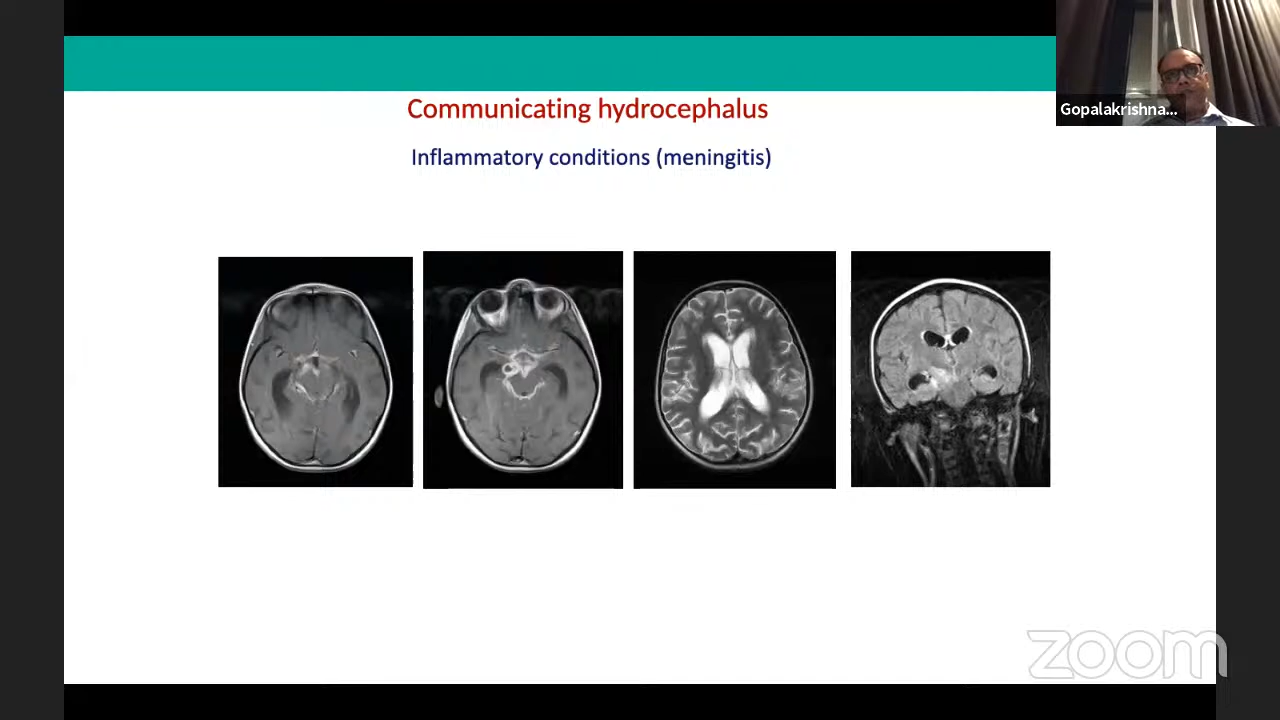 Communicating hydrocephalus
Inflammatory conditions (meningitis)
Gopalakrishna...
zoom